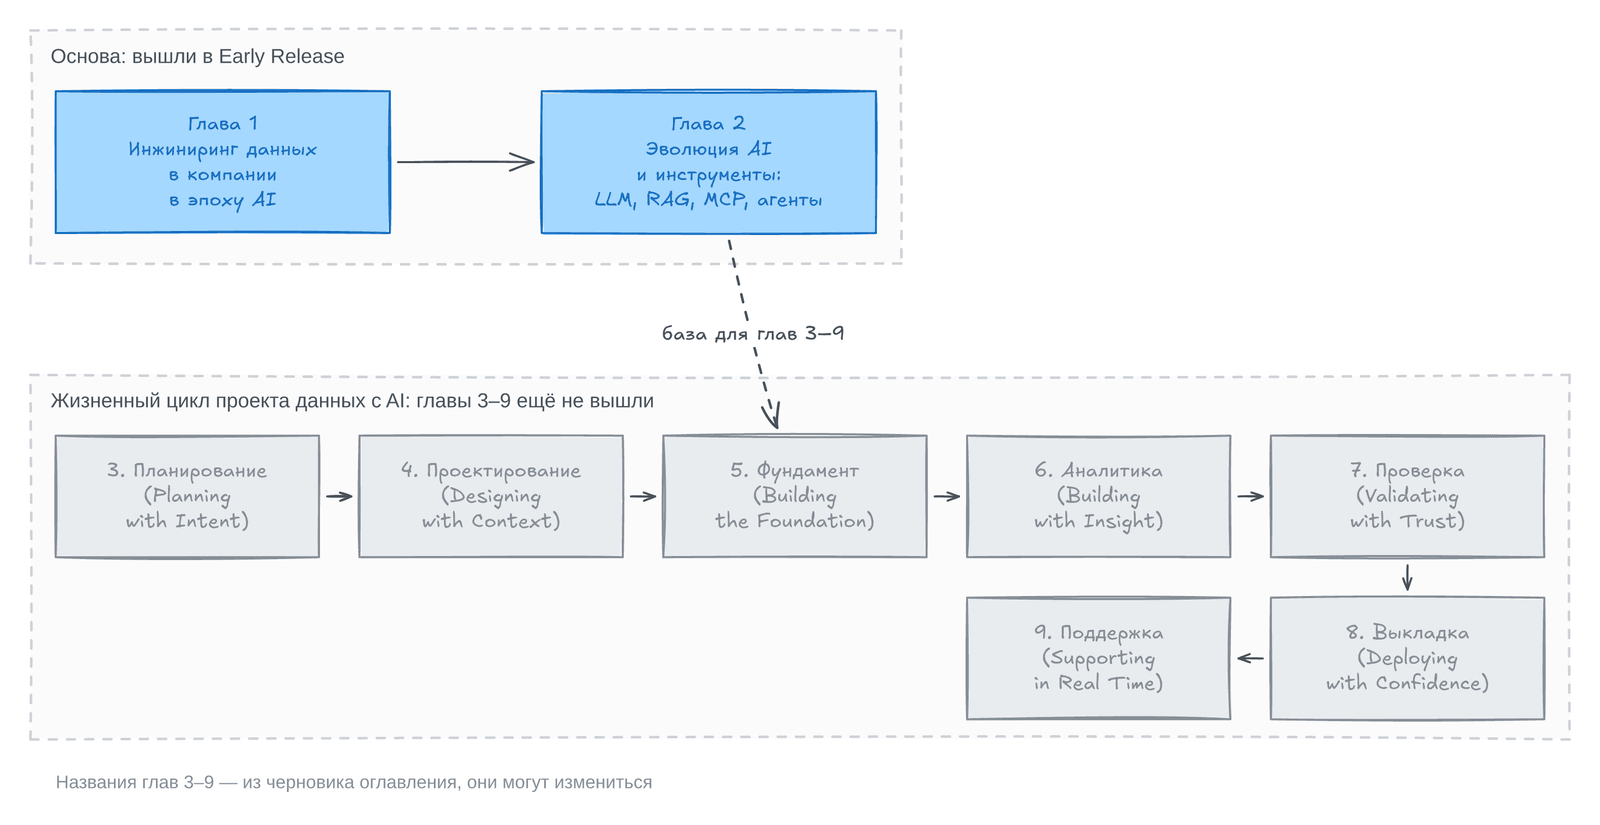 Основа: вышли в Early Release
Глава 1
Инжиниринг данных
в компании
в эпоху AI
Глава 2
Эволюция AI
и инструменты:
LLM, RAG, MCP, агенты
база для глав 3–9
Жизненный цикл проекта данных с AI: главы 3–9 ещё не вышли
3. Планирование
(Planning
with Intent)
4. Проектирование
(Designing
with Context)
5. Фундамент
(Building
the Foundation)
6. Аналитика
(Building
with Insight)
7. Проверка
(Validating
with Trust)
9. Поддержка
(Supporting
in Real Time)
8. Выкладка
(Deploying
with Confidence)
Названия глав 3–9 — из черновика оглавления, они могут измениться